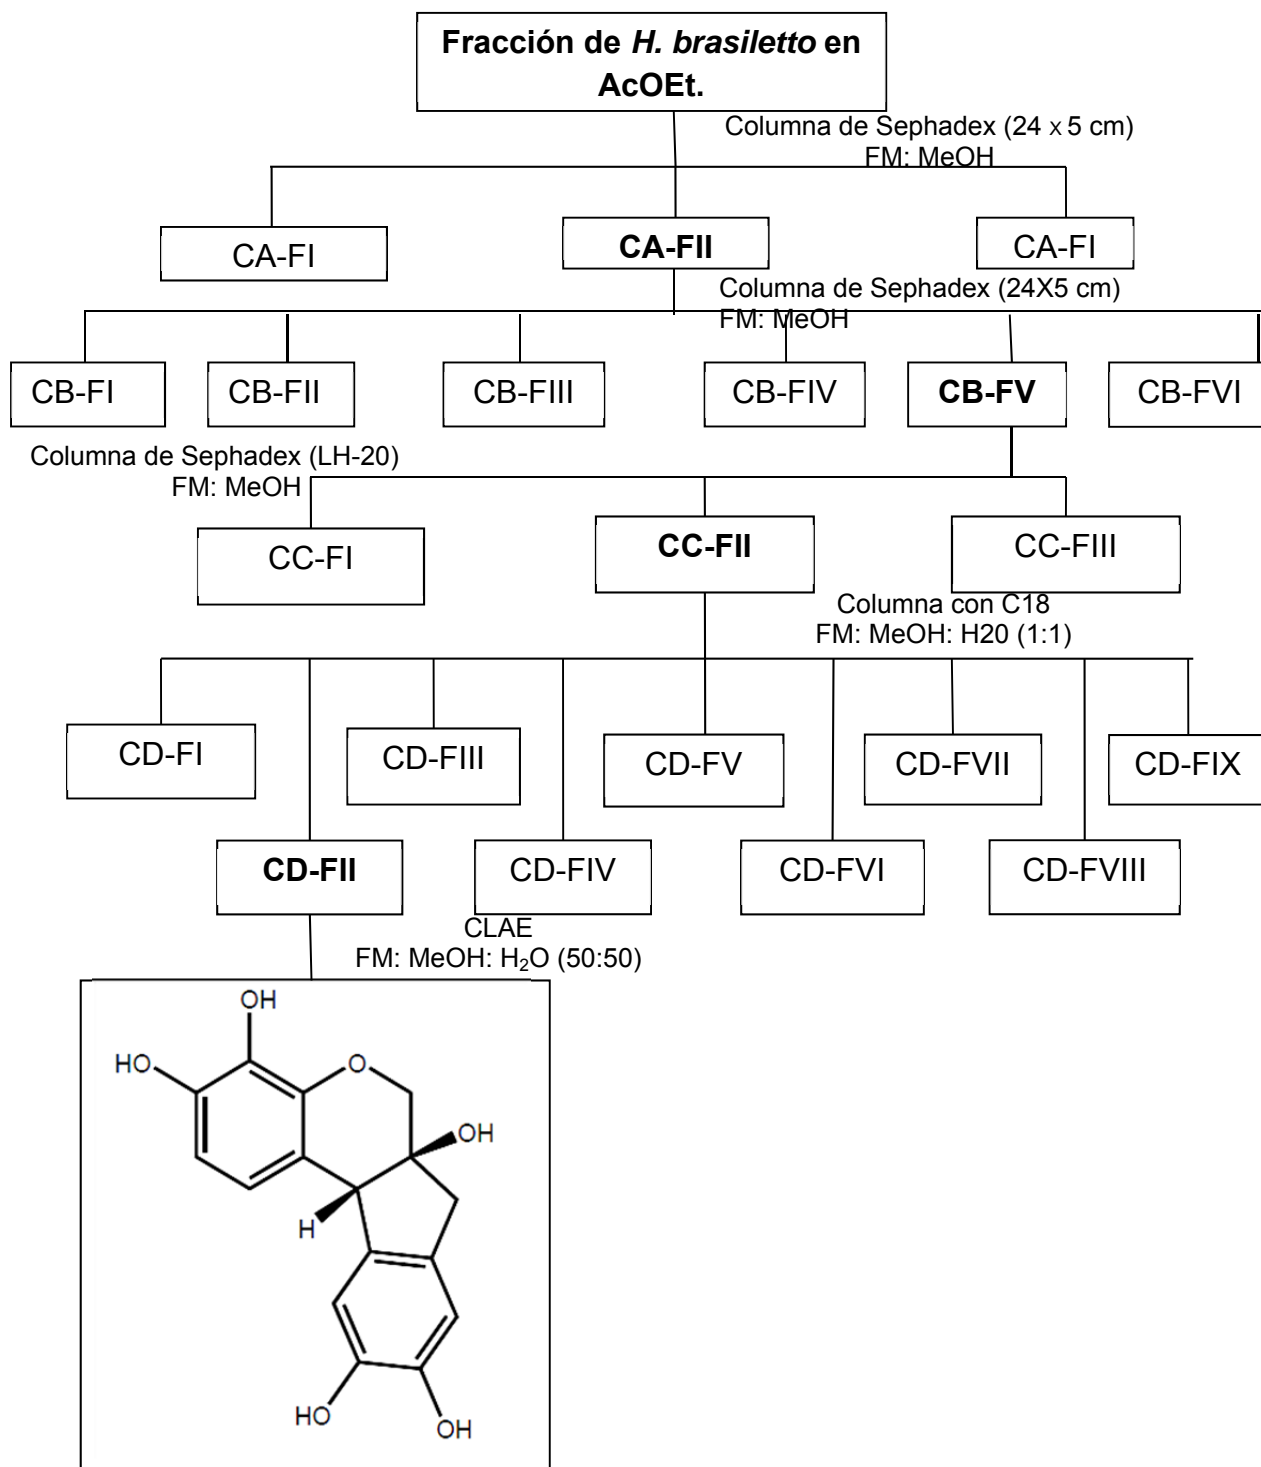 Fracción de H. brasiletto en
AcOEt.
Columna de Sephadex (24 x 5 cm)
FM: MeOH
CA-FI
CA-FII
CA-FI
Columna de Sephadex (24X5 cm)
FM: MeOH
CB-FI
CB-FII
CB-FIII
CB-FIV
CB-FV
CB-FVI
Columna de Sephadex (LH-20)
FM: MeOH
CC-FI
CC-FII
CC-FIII
Columna con C18
FM: MeOH: H20 (1:1)
CD-FI
CD-FIII
CD-FV
CD-FVII
CD-FIX
CD-FII
CD-FIV
CD-FVI
CD-FVIII
CLAE
FM: MeOH: H₂O (50:50)
OH
HO
O
OH
H
HO
OH